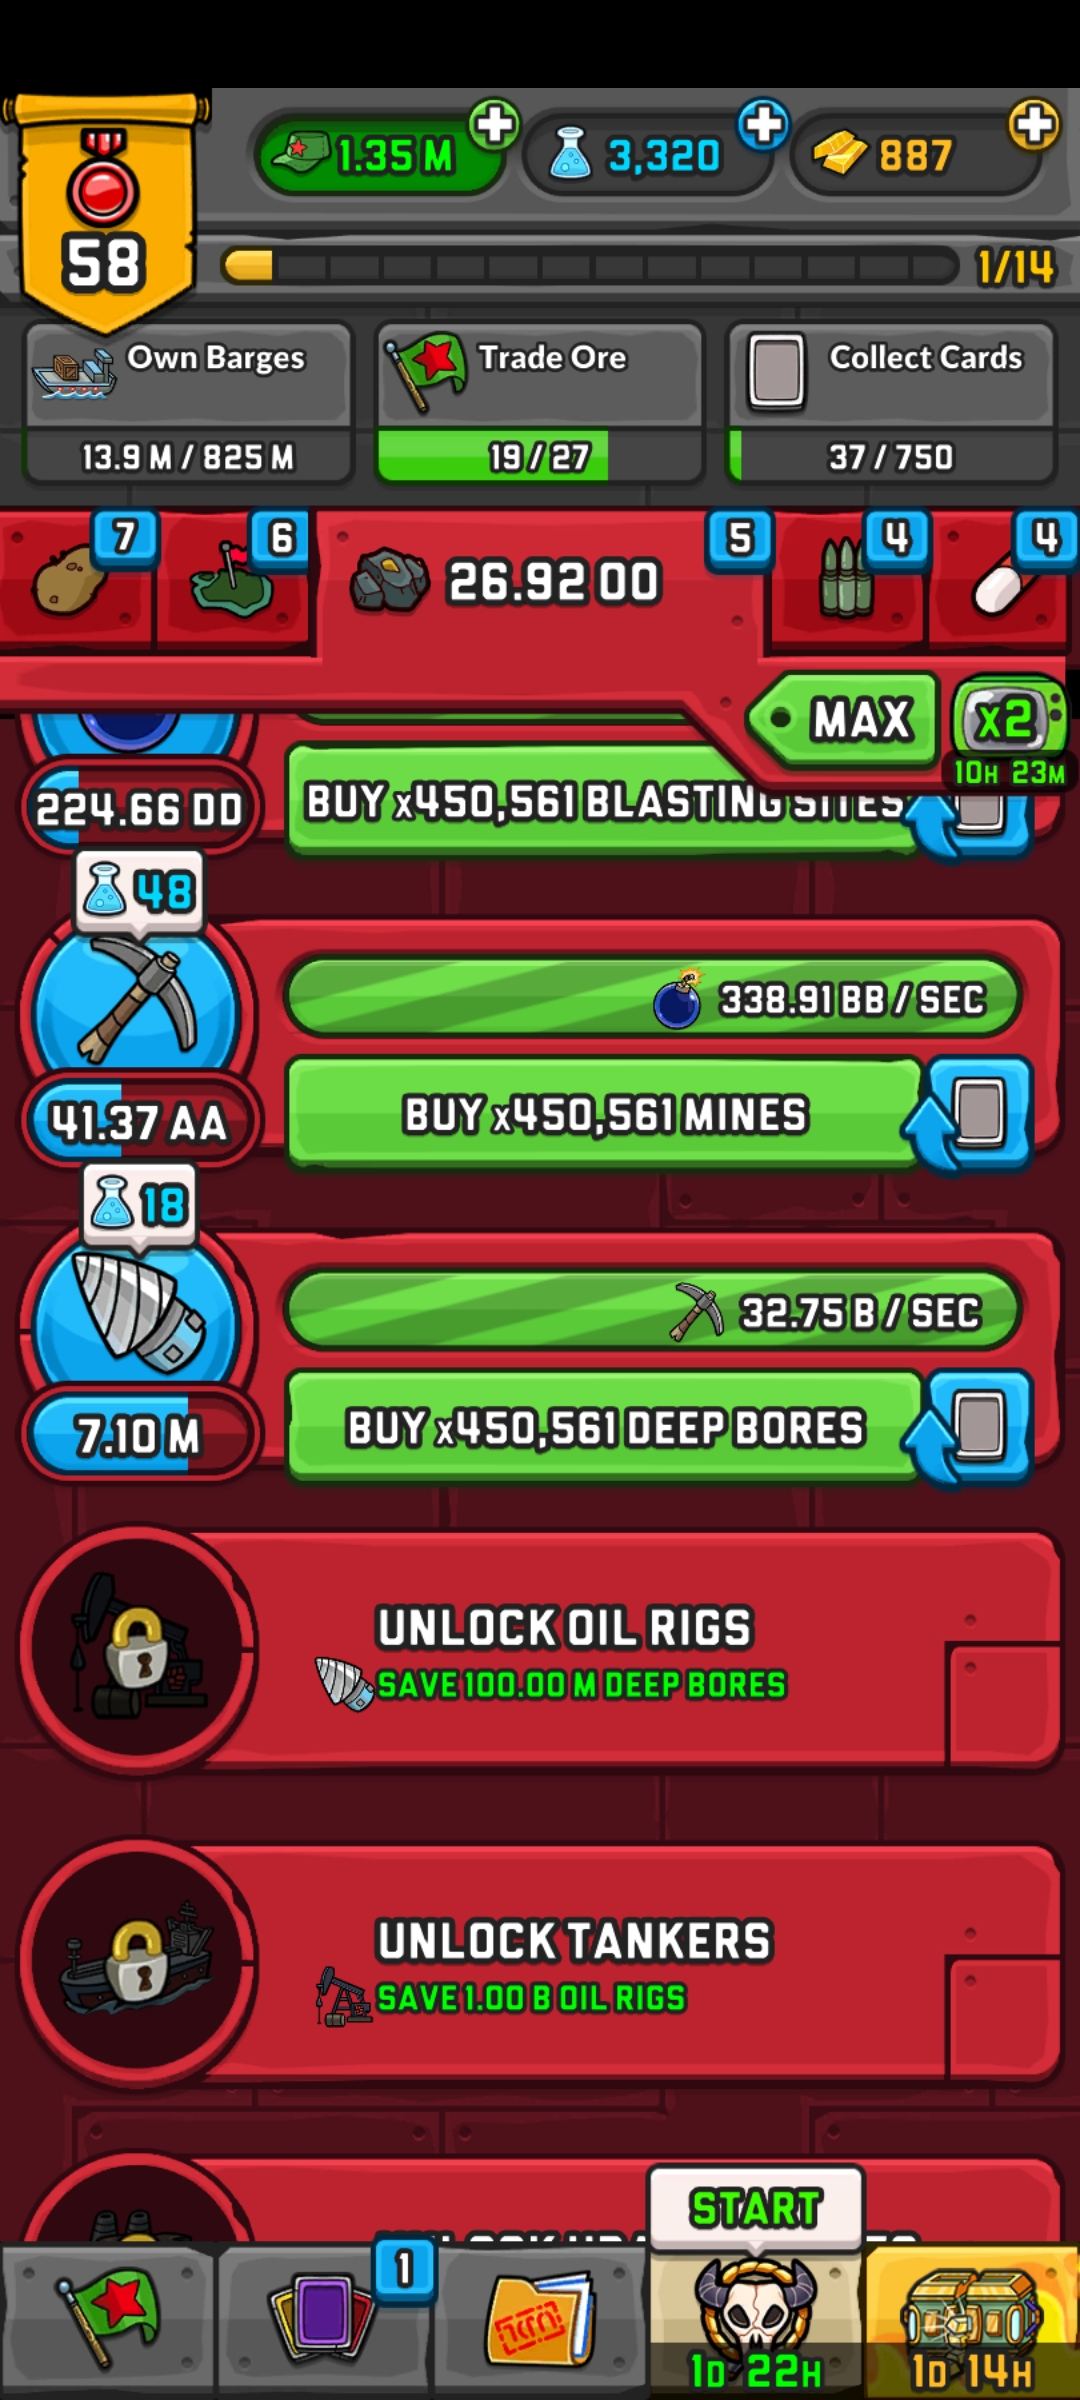 1.35 M
3,320
887
58
1/14
Own Barges
Trade Ore
Collect Cards
13.9 M / 825 M
19 / 27
37 / 750
7
6
26.92 OO
5
4
4
MAX
x2
10H 23M
224.66 DD
BUY x450,561 BLASTING SITES
48
338.91 BB / SEC
41.37 AA
BUY x450,561 MINES
18
32.75 B / SEC
7.10 M
BUY x450,561 DEEP BORES
UNLOCK OIL RIGS
SAVE 100.00 M DEEP BORES
UNLOCK TANKERS
SAVE 1.00 B OIL RIGS
START
1
1D 22H
1D 14H